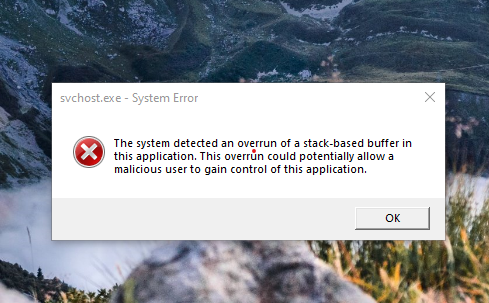 svchost.exe - System Error
The system detected an overrun of a stack-based buffer in
this application. This overrun could potentially allow a
malicious user to gain control of this application.
OK